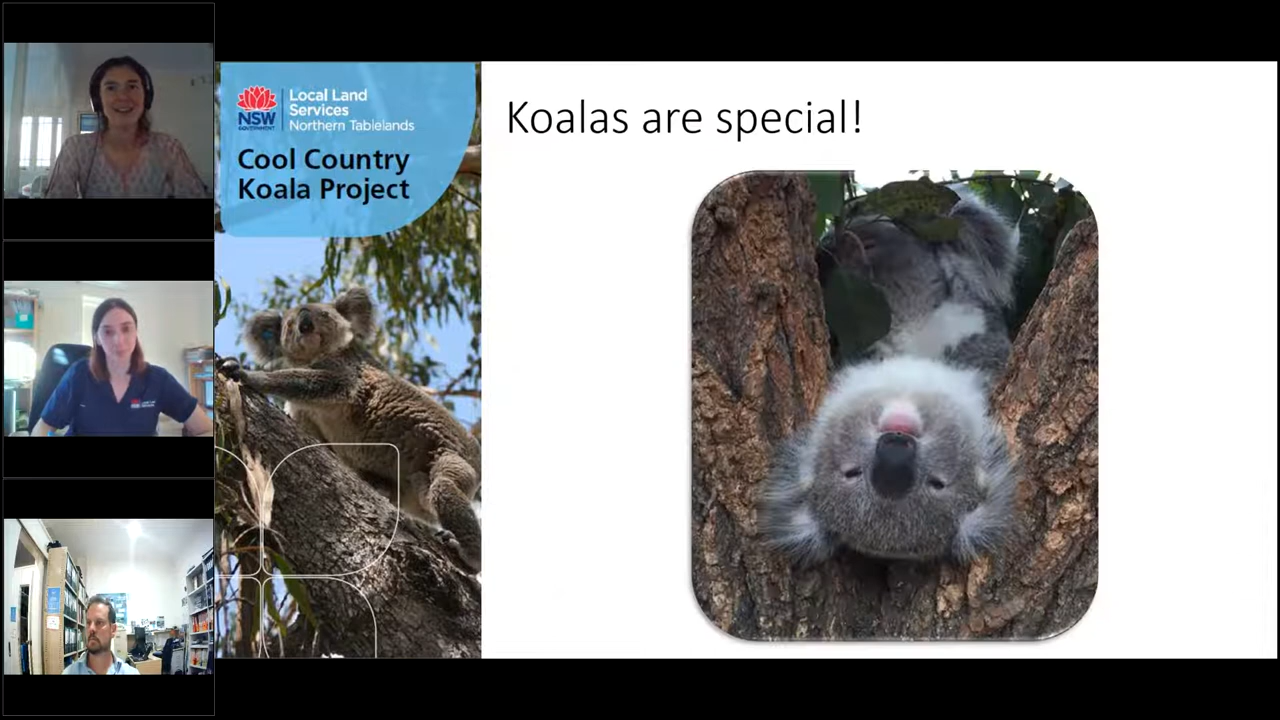 Local Land
Services
Northern Tablelands
NSW
GOVERNMENT
Cool Country
Koala Project
Koalas are special!